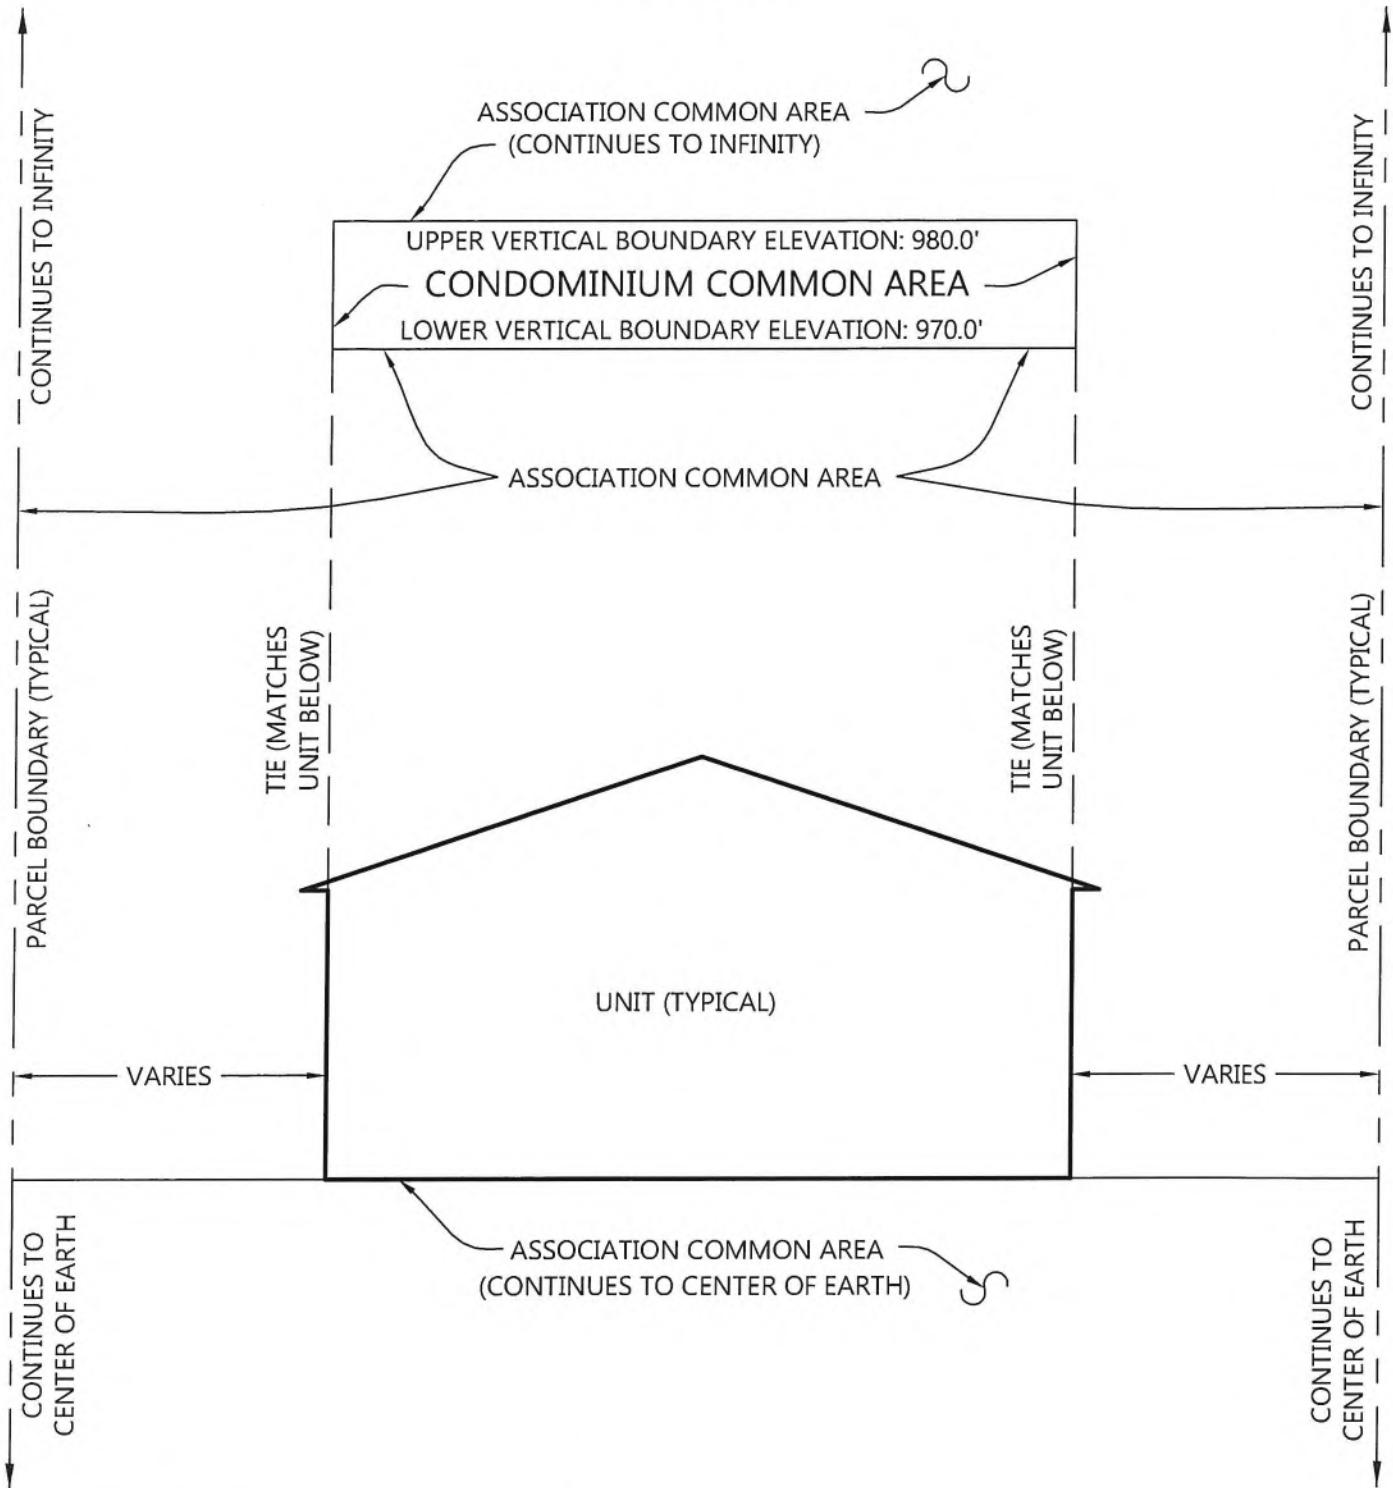 ASSOCIATION COMMON AREA
(CONTINUES TO INFINITY)
CONTINUES TO INFINITY
CONTINUES TO INFINITY
UPPER VERTICAL BOUNDARY ELEVATION: 980.0'
CONDOMINIUM COMMON AREA
LOWER VERTICAL BOUNDARY ELEVATION: 970.0'
ASSOCIATION COMMON AREA
PARCEL BOUNDARY (TYPICAL)
TIE (MATCHES
UNIT BELOW)
TIE (MATCHES
UNIT BELOW)
PARCEL BOUNDARY (TYPICAL)
UNIT (TYPICAL)
VARIES
VARIES
ASSOCIATION COMMON AREA
(CONTINUES TO CENTER OF EARTH)
CONTINUES TO
CENTER OF EARTH
CONTINUES TO
CENTER OF EARTH